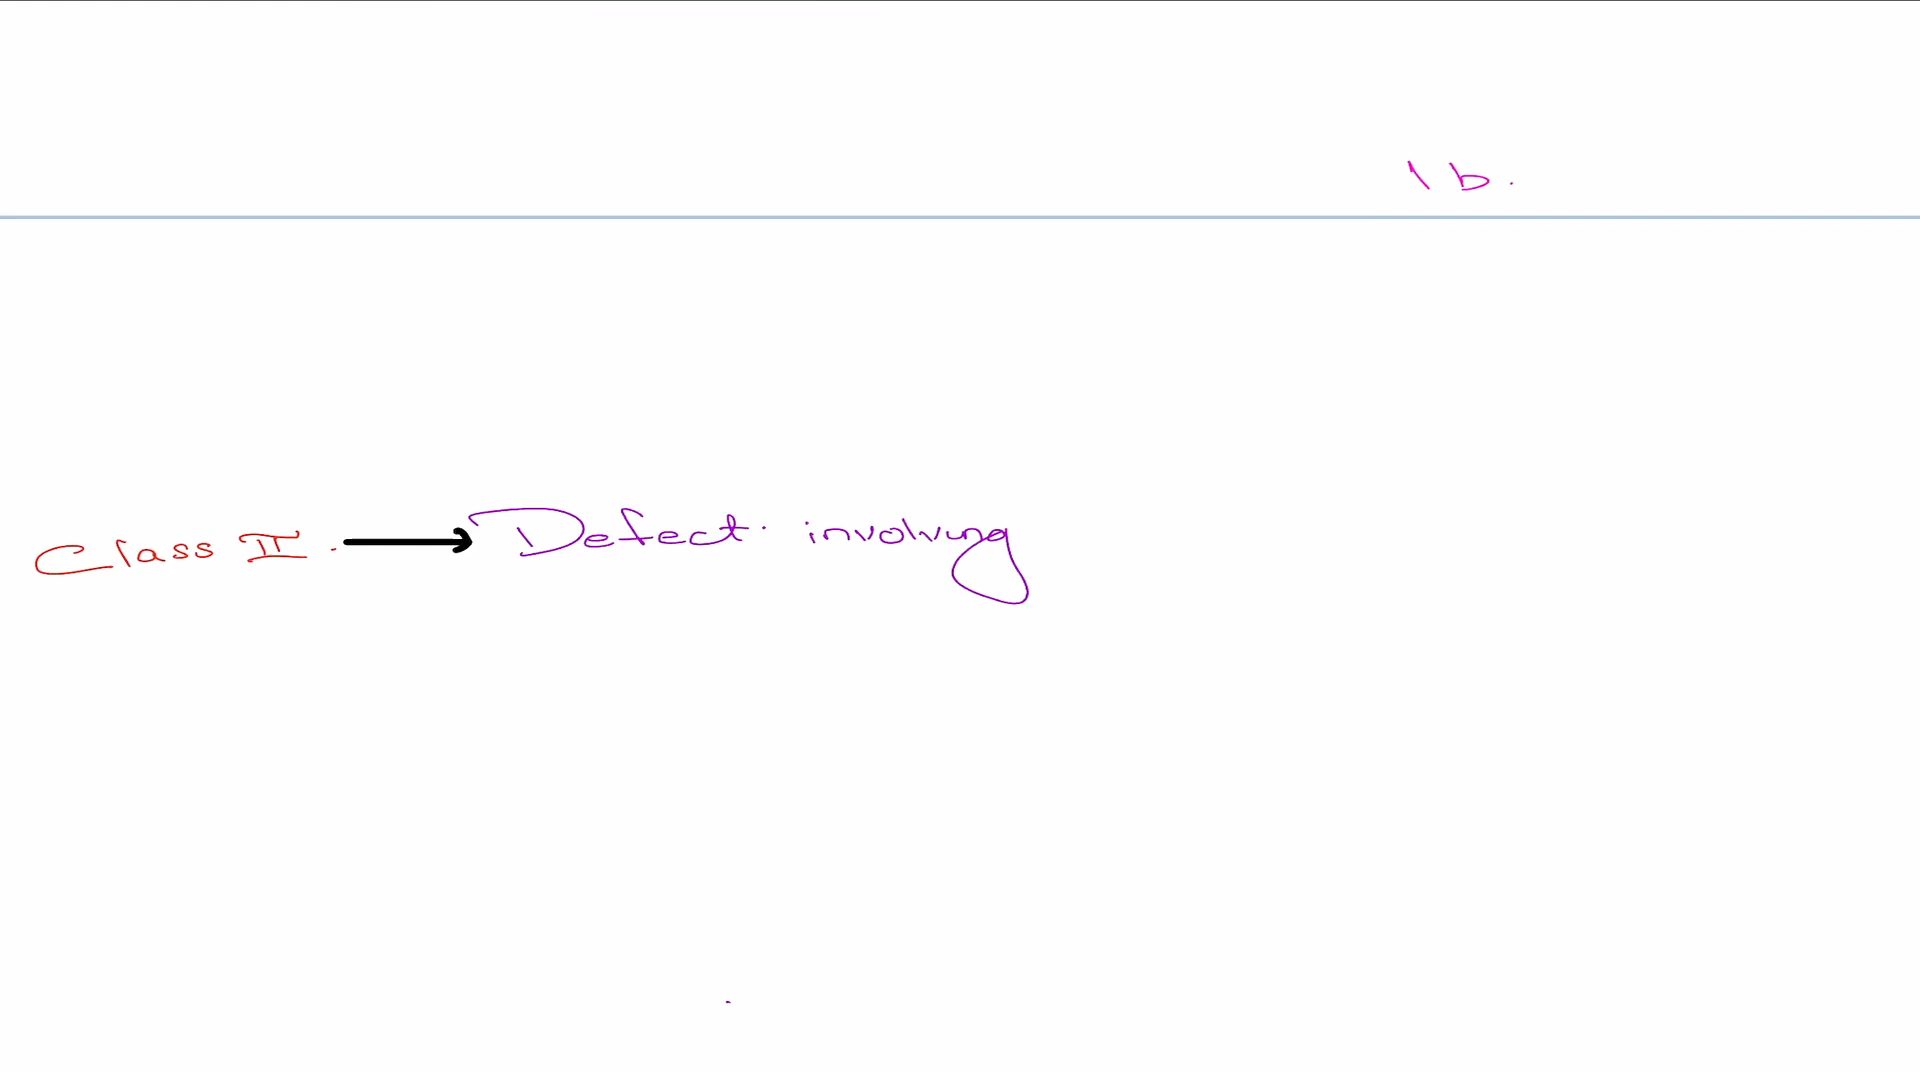 1b.
Class II. → Defect. involving